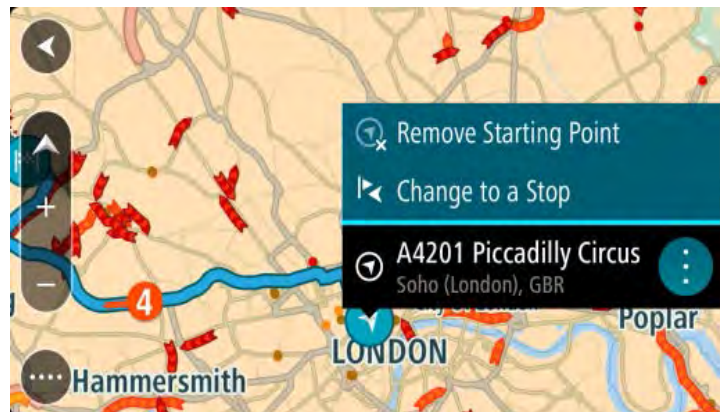 Remove Starting Point
Change to a Stop
A4201 Piccadilly Circus
Soho (London), GBR
4
Poplar
LONDON
Hammersmith